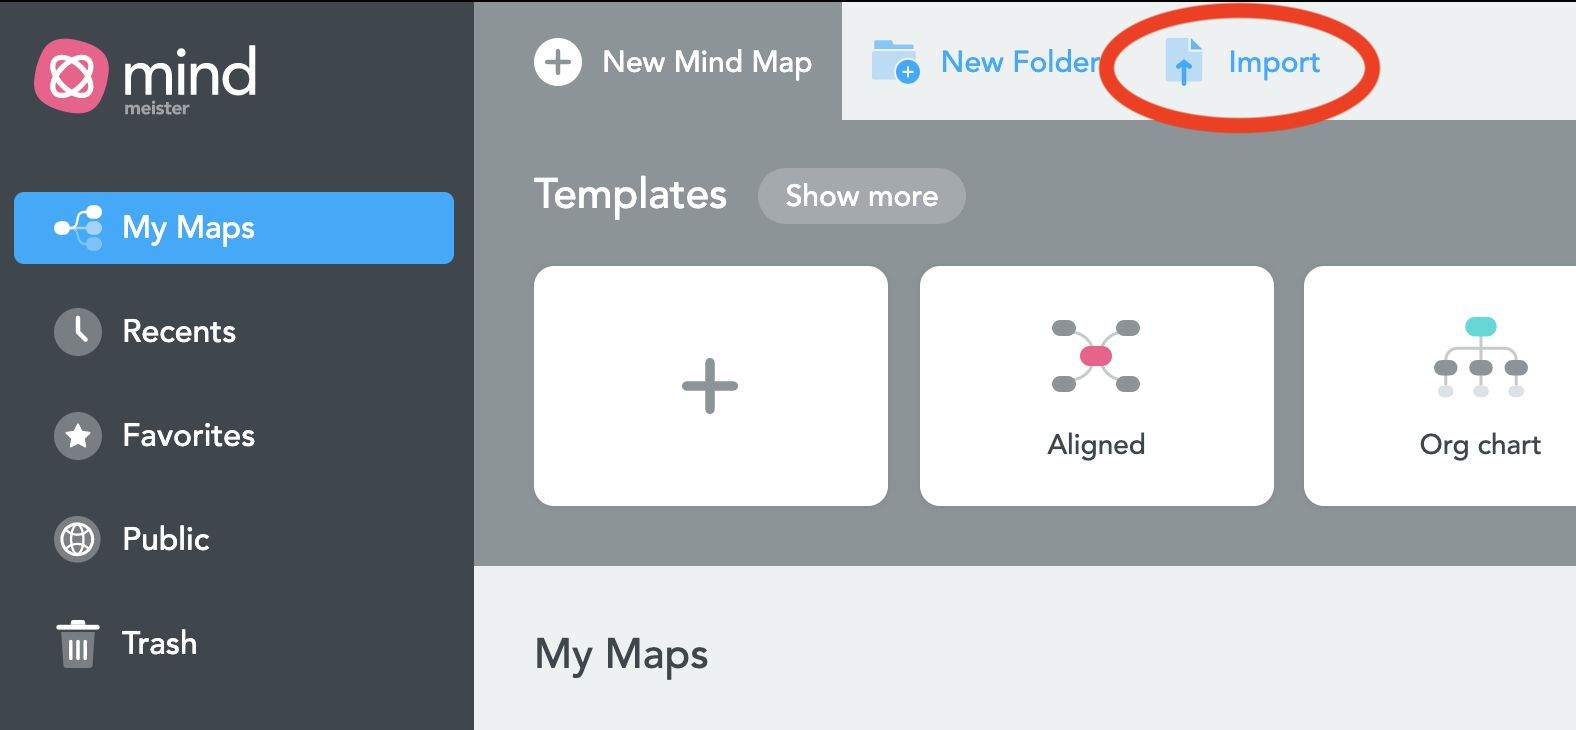 mind
meister
New Mind Map
New Folder
Import
Templates
Show more
My Maps
Recents
Favorites
Public
Trash
Aligned
Org chart
My Maps